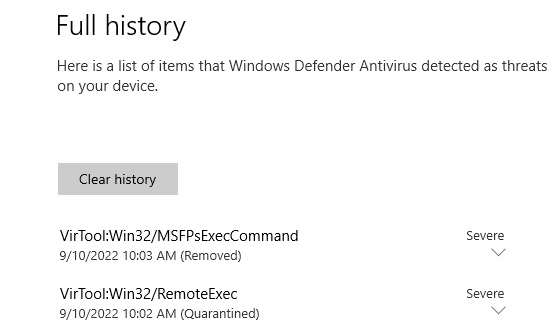 Full history
Here is a list of items that Windows Defender Antivirus detected as threats
on your device.
Clear history
VirTool:Win32/MSFPsExecCommand
Severe
9/10/2022 10:03 AM (Removed)
VirTool:Win32/RemoteExec
Severe
9/10/2022 10:02 AM (Quarantined)